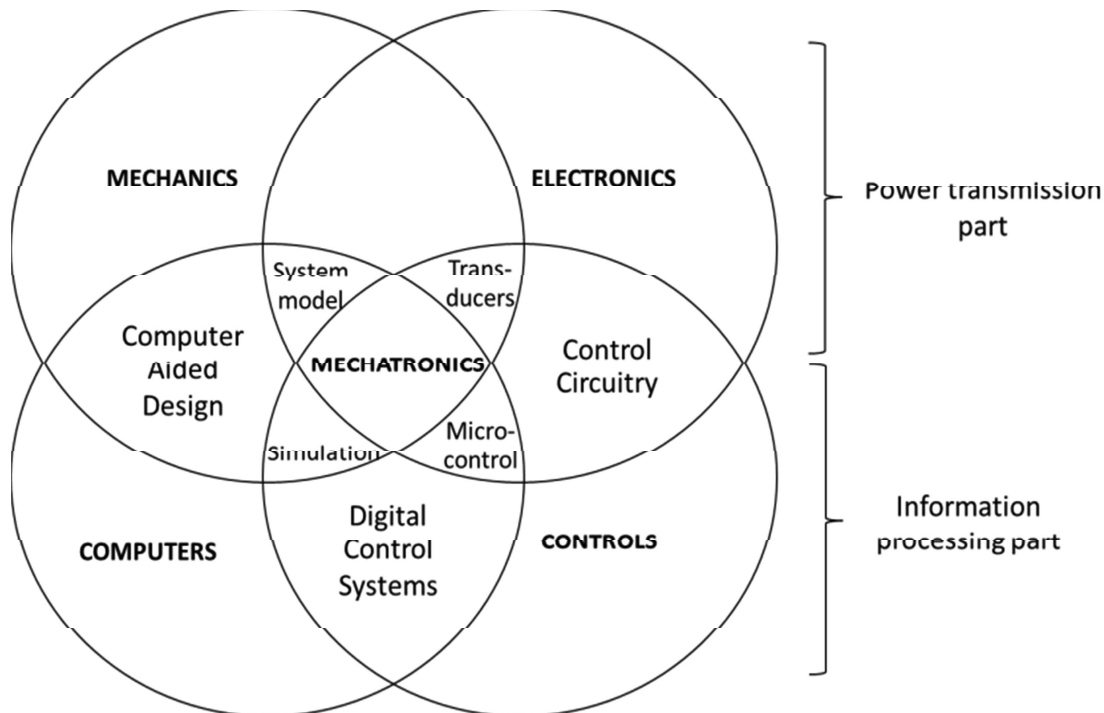 MECHANICS
ELECTRONICS
Power transmission
part
System
model
Trans-
ducers
Computer
Aided
Design
MECHATRONICS
Control
Circuitry
Simulation
Micro-
control
COMPUTERS
Digital
Control
Systems
CONTROLS
Information
processing part